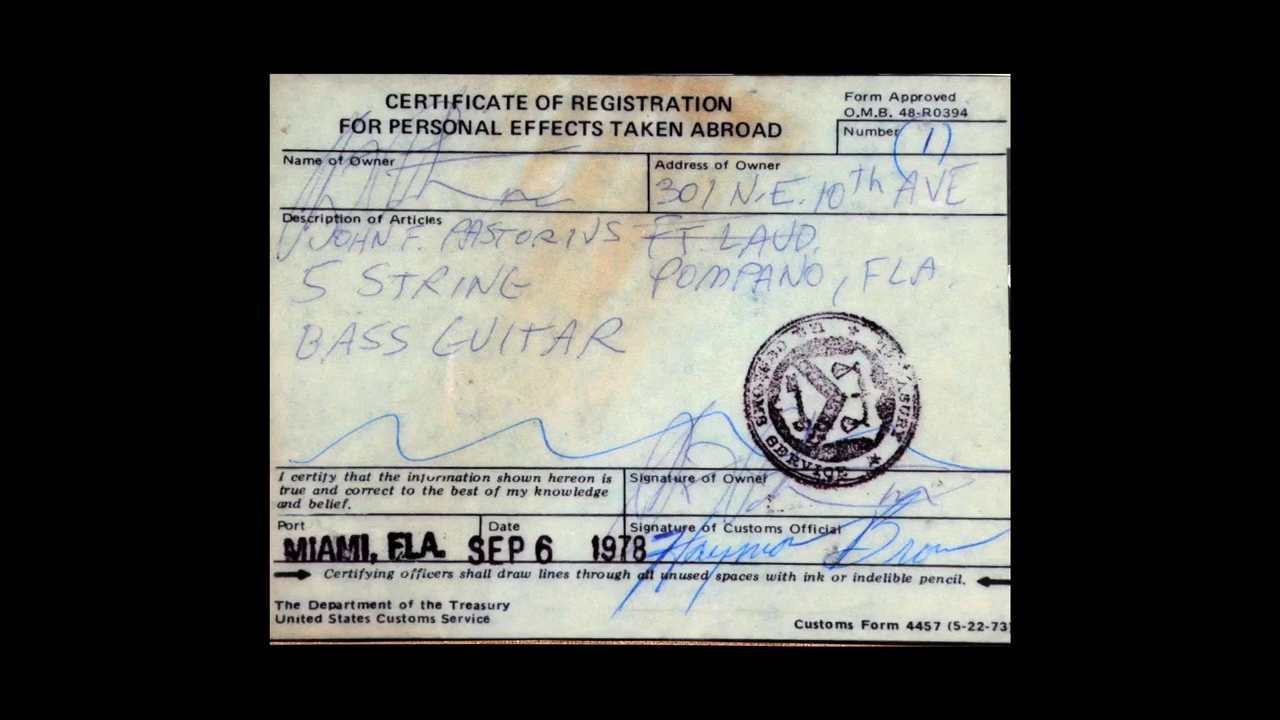 CERTIFICATE OF REGISTRATION
FOR PERSONAL EFFECTS TAKEN ABROAD
Form Approved
O.M.B. 48-R0394
Number
1
Name of Owner
Address of Owner
301 N.E. 10th AVE
FT. LAUD.
POMPANO, FLA.
Description of Articles
JOHN F. PASTORIUS
5 STRING
BASS GUITAR
TREASURY
SERVICE
I certify that the information shown hereon is
true and correct to the best of my knowledge
and belief.
Signature of Owner
Port
MIAMI, FLA.
Date
SEP 6 1978
Signature of Customs Official
Certifying officers shall draw lines through all unused spaces with ink or indelible pencil.
The Department of the Treasury
United States Customs Service
Customs Form 4457 (5-22-73